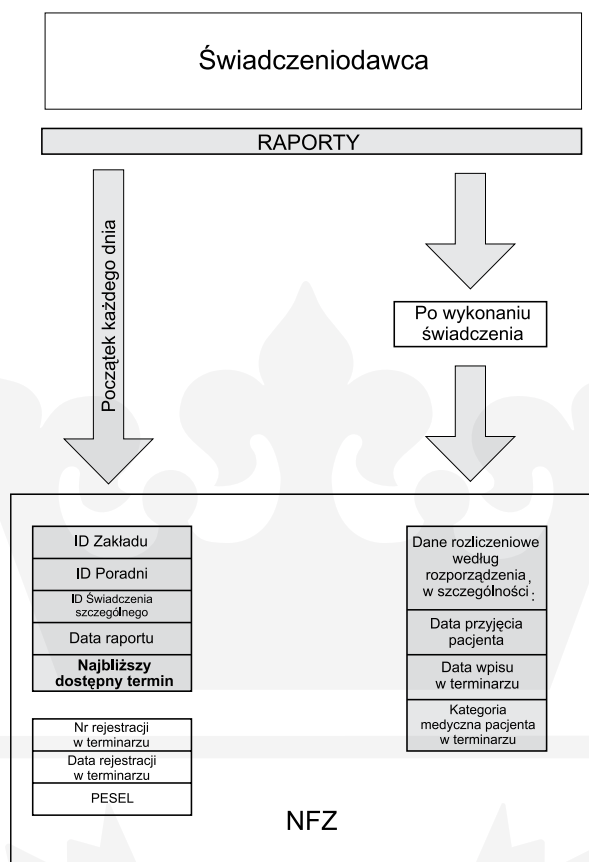 Świadczeniodawca
RAPORTY
Początek każdego dnia
Po wykonaniu
świadczenia
ID Zakładu
ID Poradni
ID Świadczenia
szczególnego
Data raportu
Najbliższy
dostępny termin
Nr rejestracji
w terminarzu
Data rejestracji
w terminarzu
PESEL
Dane rozliczeniowe
według
rozporządzenia,
w szczególności:
Data przyjęcia
pacjenta
Data wpisu
w terminarzu
Kategoria
medyczna pacjenta
w terminarzu
NFZ